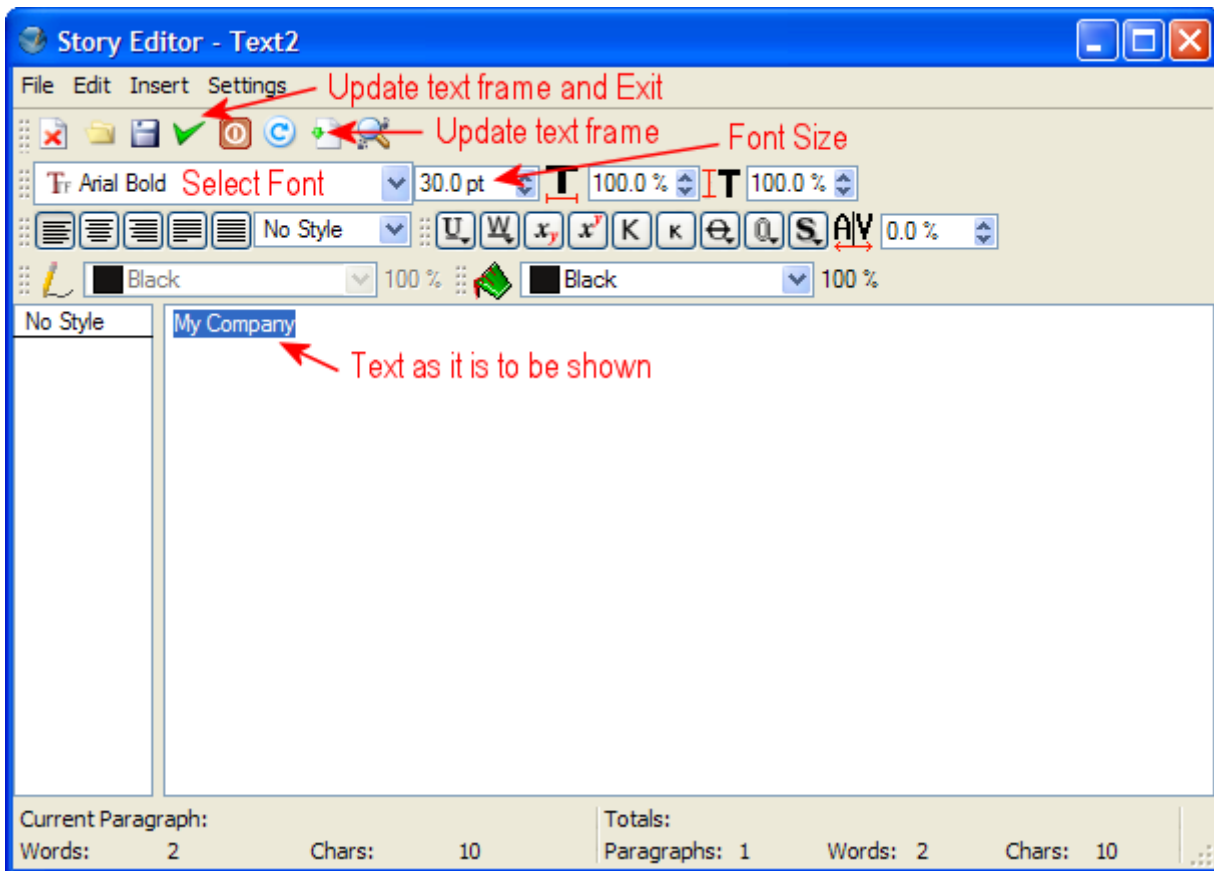 Story Editor - Text2
File Edit Insert Settings
Update text frame and Exit
Update text frame
Font Size
Arial Bold Select Font 30.0 pt T 100.0 % T 100.0 %
No Style U W x y x y K K O O S A|V 0.0 %
Black 100 % Black 100 %
No Style My Company
Text as it is to be shown
Current Paragraph: Totals:
Words: 2 Chars: 10 Paragraphs: 1 Words: 2 Chars: 10